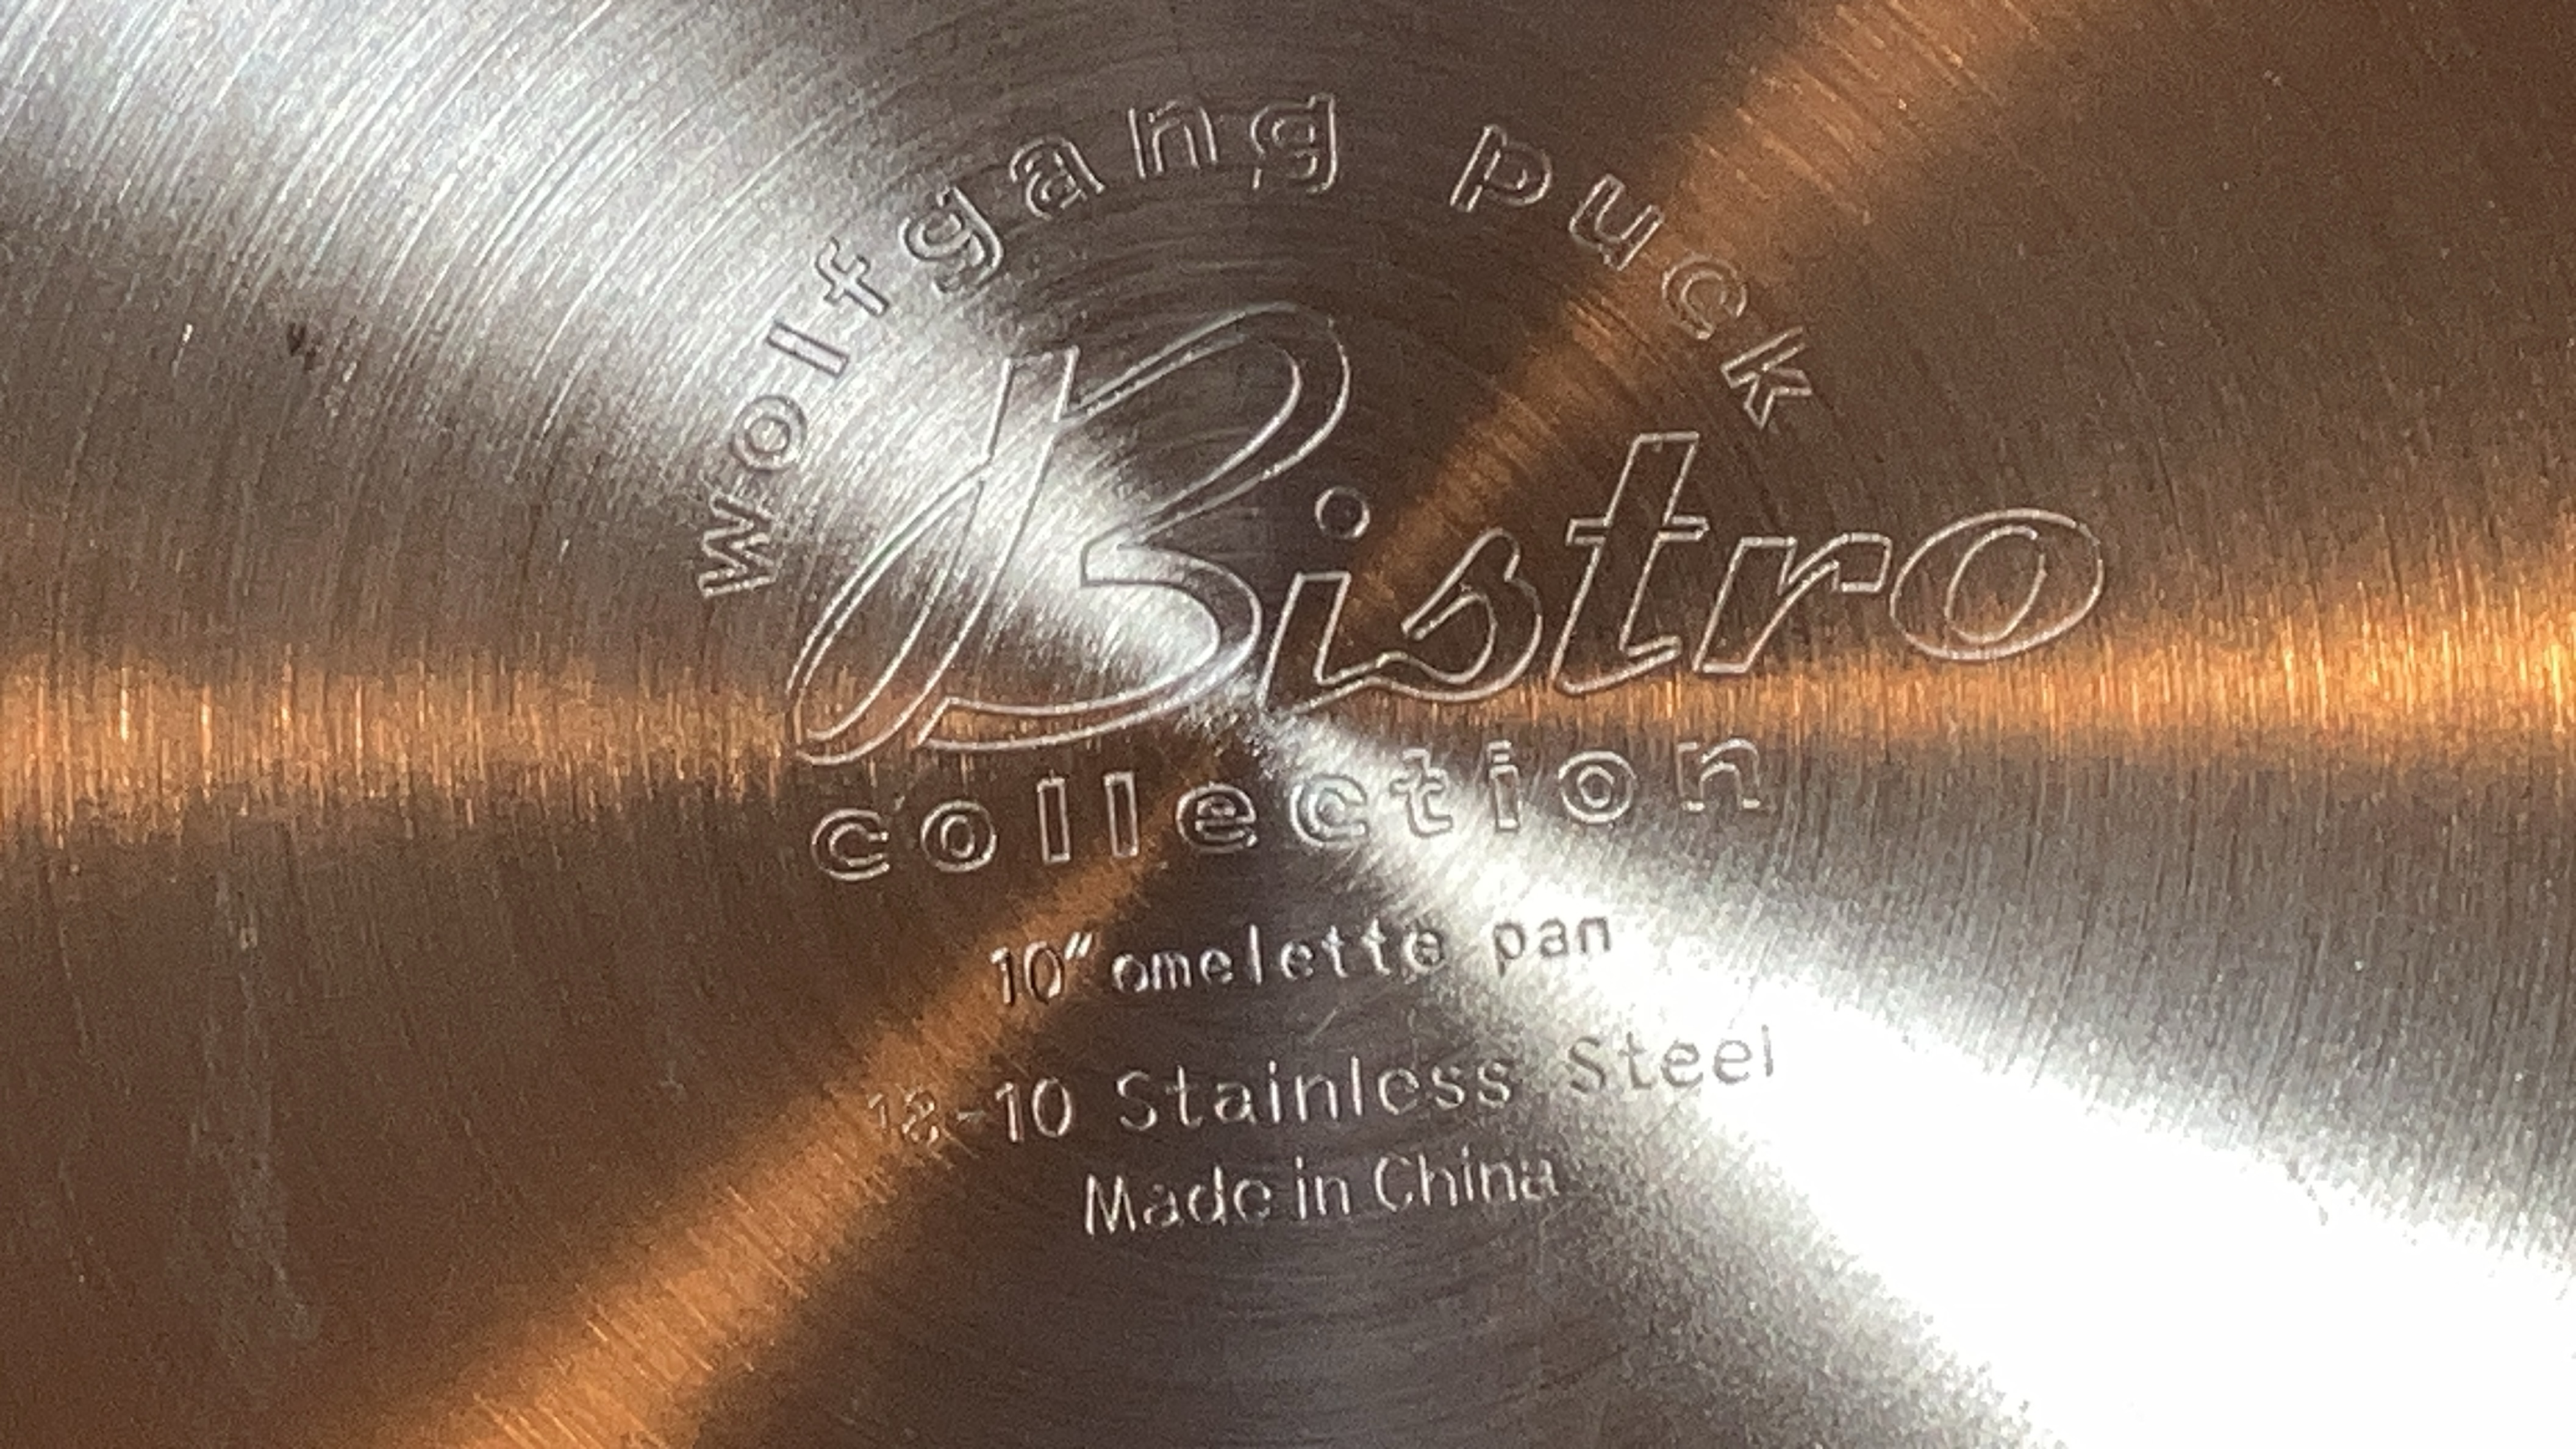 wolfgang puck
Bistro
collection
10" omelette pan
18-10 Stainless Steel
Made in China